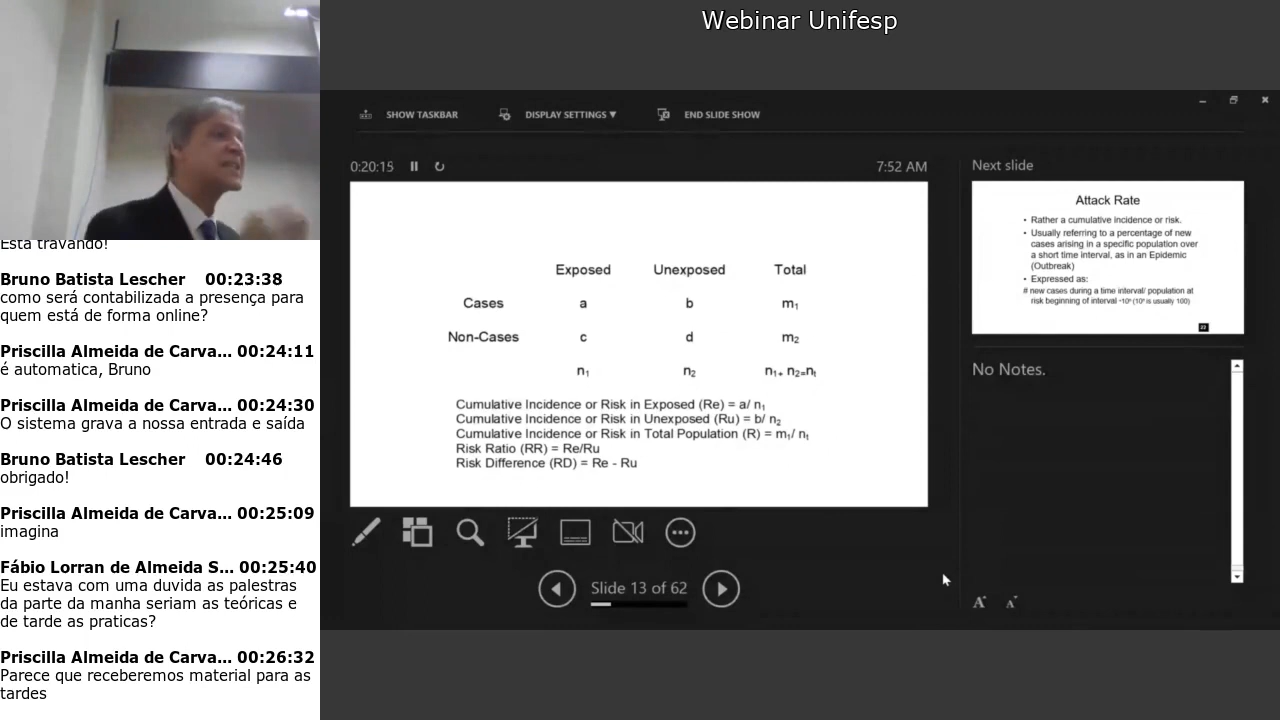 Webinar Unifesp
Está travando!
Bruno Batista Lescher 00:23:38
como será contabilizada a presença para
quem está de forma online?
Priscilla Almeida de Carva... 00:24:11
é automatica, Bruno
Priscilla Almeida de Carva... 00:24:30
O sistema grava a nossa entrada e saída
Bruno Batista Lescher 00:24:46
obrigado!
Priscilla Almeida de Carva... 00:25:09
imagina
Fábio Lorran de Almeida S... 00:25:40
Eu estava com uma duvida as palestras
da parte da manha seriam as teóricas e
de tarde as praticas?
Priscilla Almeida de Carva... 00:26:32
Parece que receberemos material para as
tardes
SHOW TASKBAR DISPLAY SETTINGS ▼ END SLIDE SHOW
0:20:15 7:52 AM
Exposed Unexposed Total
Cases a b m₁
Non-Cases c d m₂
n₁ n₂ n₁₊ n₂₌nₜ
Cumulative Incidence or Risk in Exposed (Re) = a/ n₁
Cumulative Incidence or Risk in Unexposed (Ru) = b/ n₂
Cumulative Incidence or Risk in Total Population (R) = m₁/ nₜ
Risk Ratio (RR) = Re/Ru
Risk Difference (RD) = Re - Ru
Slide 13 of 62
Next slide
Attack Rate
• Rather a cumulative incidence or risk.
• Usually referring to a percentage of new
cases arising in a specific population over
a short time interval, as in an Epidemic
(Outbreak)
• Expressed as:
# new cases during a time interval/ population at
risk beginning of interval *10ⁿ (10ⁿ is usually 100)
No Notes.
A A